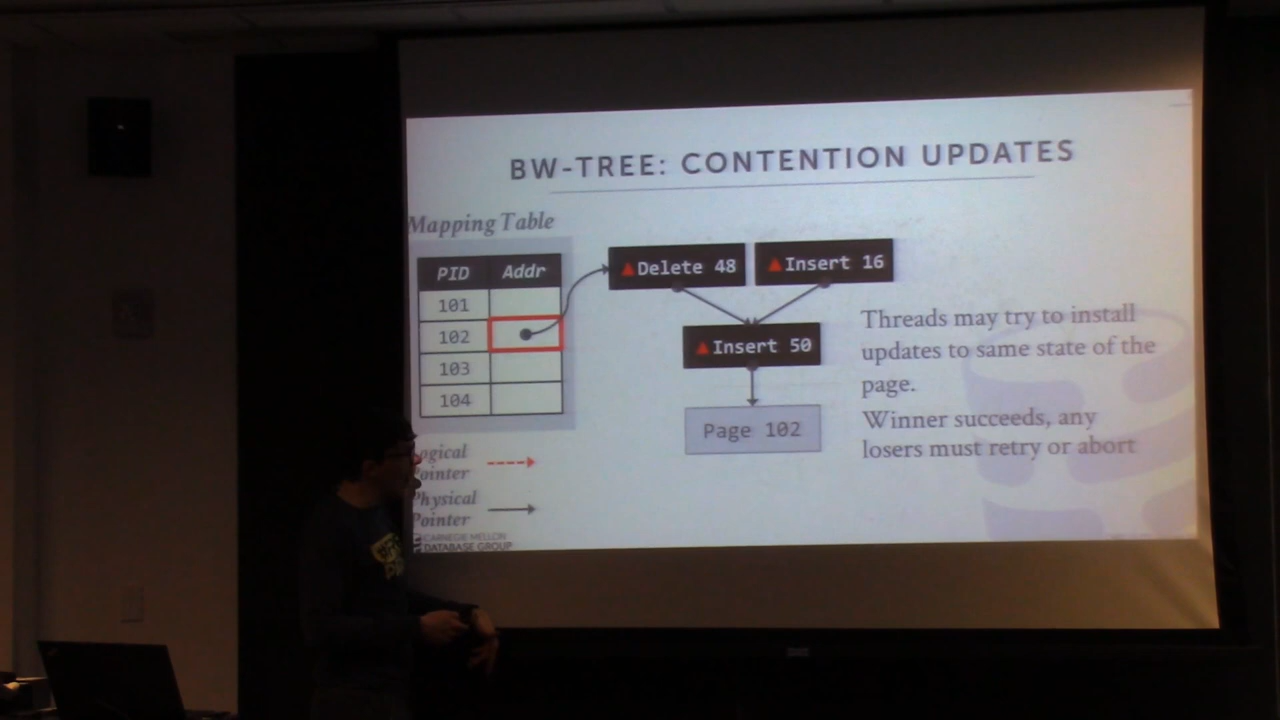 BW-TREE: CONTENTION UPDATES
Mapping Table
PID Addr
101
102
103
104
▲Delete 48
▲Insert 16
▲Insert 50
Page 102
Threads may try to install
updates to same state of the
page.
Winner succeeds, any
losers must retry or abort
ogical
ointer
Physical
Pointer
CARNEGIE MELLON
DATABASE GROUP